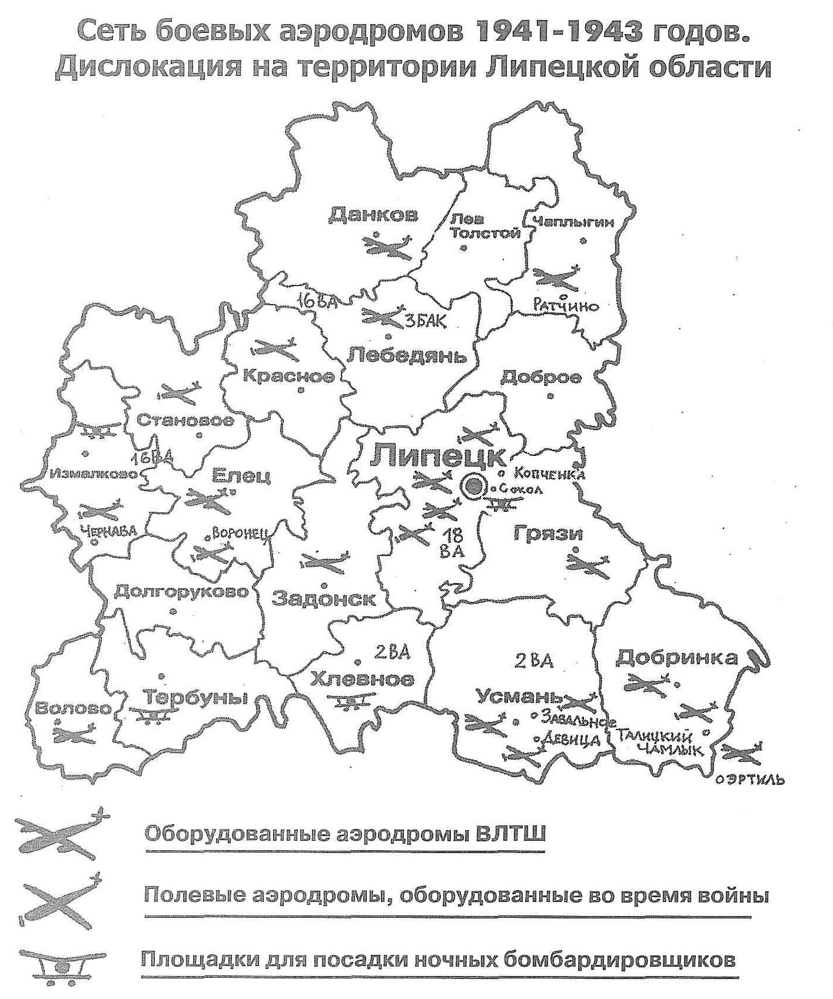 Сеть боевых аэродромов 1941-1943 годов.
Дислокация на территории Липецкой области
Данков
Лев
Толстой
Чаплыгин
16ВА
РАТЧИНО
3БАК
Лебедянь
Красное
Доброе
Становое
16ВА
Липецк
Измалково
Елец
КОПЧЕНКА
СОКОЛ
ЧЕРНАВА
ВОРОНЕЦ
18
ВА
Грязи
Долгоруково
Задонск
2ВА
2ВА
Добринка
Хлевное
Тербуны
Усмань
Волово
ЗАВАЛЬНОЕ
ДЕВИЦА
ТАЛИЦКИЙ
ЧАМЛЫК
ЭРТИЛЬ
Оборудованные аэродромы ВЛТШ
Полевые аэродромы, оборудованные во время войны
Площадки для посадки ночных бомбардировщиков